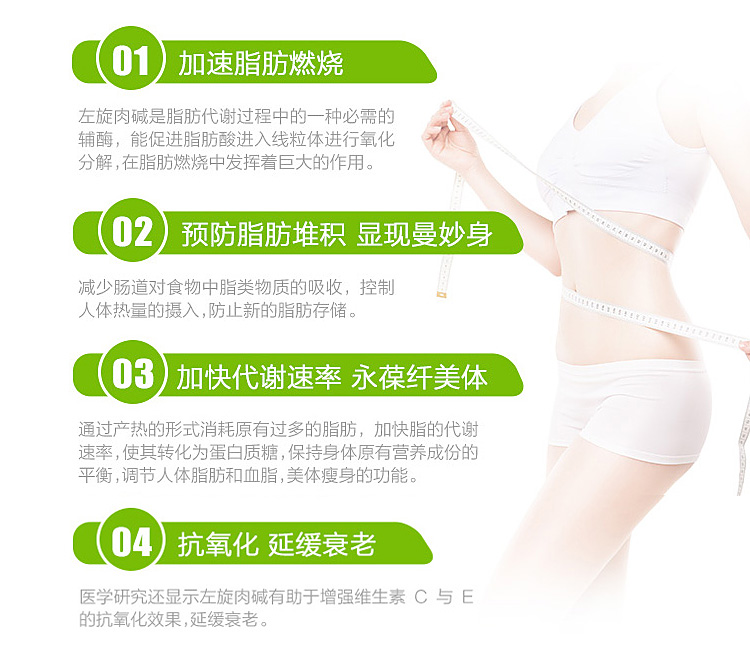 01 加速脂肪燃烧
左旋肉碱是脂肪代谢过程中的一种必需的
辅酶，能促进脂肪酸进入线粒体进行氧化
分解,在脂肪燃烧中发挥着巨大的作用。
02 预防脂肪堆积 显现曼妙身
减少肠道对食物中脂类物质的吸收，控制
人体热量的摄入,防止新的脂肪存储。
03 加快代谢速率 永葆纤美体
通过产热的形式消耗原有过多的脂肪，加快脂的代谢
速率,使其转化为蛋白质糖,保持身体原有营养成份的
平衡,调节人体脂肪和血脂,美体瘦身的功能。
04 抗氧化 延缓衰老
医学研究还显示左旋肉碱有助于增强维生素 C 与 E
的抗氧化效果,延缓衰老。